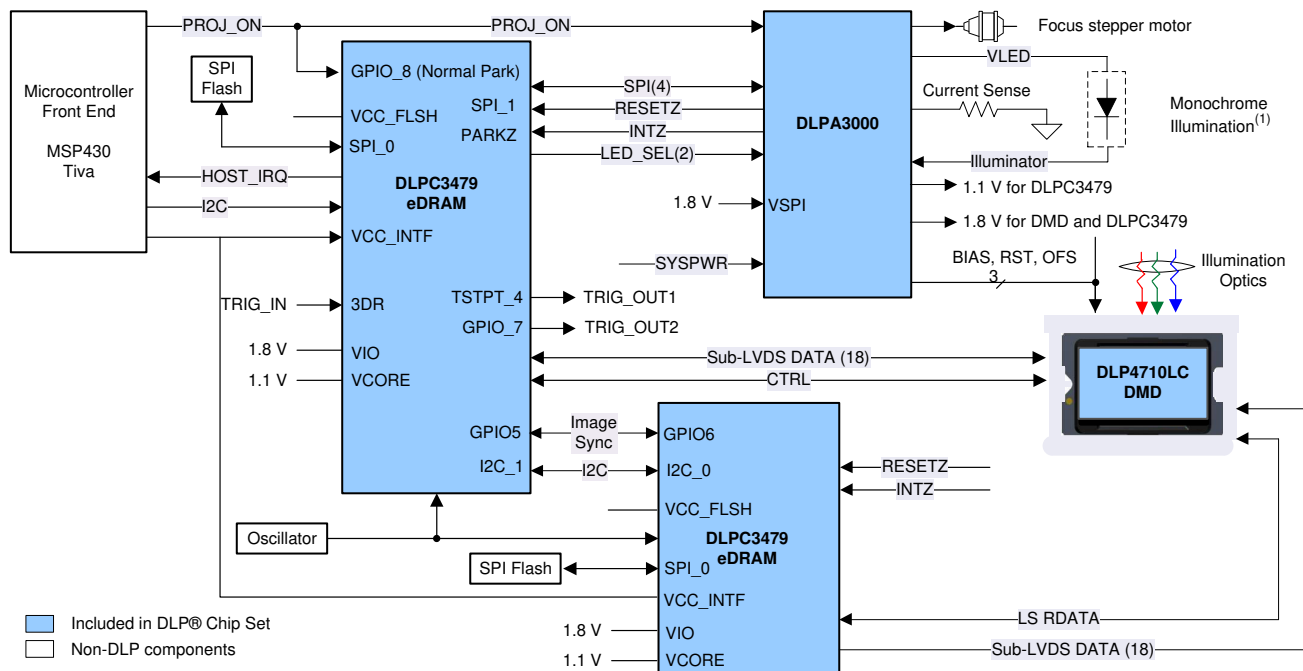 PROJ_ON
PROJ_ON
Focus stepper motor
SPI
Flash
GPIO_8 (Normal Park)
VLED
Microcontroller
Front End
MSP430
Tiva
SPI(4)
Current Sense
SPI_1
RESETZ
Monochrome
Illumination(1)
VCC_FLSH
PARKZ
INTZ
DLPA3000
SPI_0
LED_SEL(2)
Illuminator
HOST_IRQ
DLPC3479
eDRAM
1.1 V for DLPC3479
I2C
1.8 V
VSPI
1.8 V for DMD and DLPC3479
VCC_INTF
BIAS, RST, OFS
3
Illumination
Optics
SYSPWR
TRIG_IN
3DR
TSTPT_4
TRIG_OUT1
GPIO_7
TRIG_OUT2
1.8 V
VIO
Sub-LVDS DATA (18)
1.1 V
VCORE
CTRL
DLP4710LC
DMD
GPIO5
Image
Sync
GPIO6
I2C_1
I2C
I2C_0
RESETZ
INTZ
VCC_FLSH
Oscillator
DLPC3479
eDRAM
SPI Flash
SPI_0
VCC_INTF
Included in DLP® Chip Set
LS RDATA
1.8 V
VIO
Non-DLP components
Sub-LVDS DATA (18)
1.1 V
VCORE